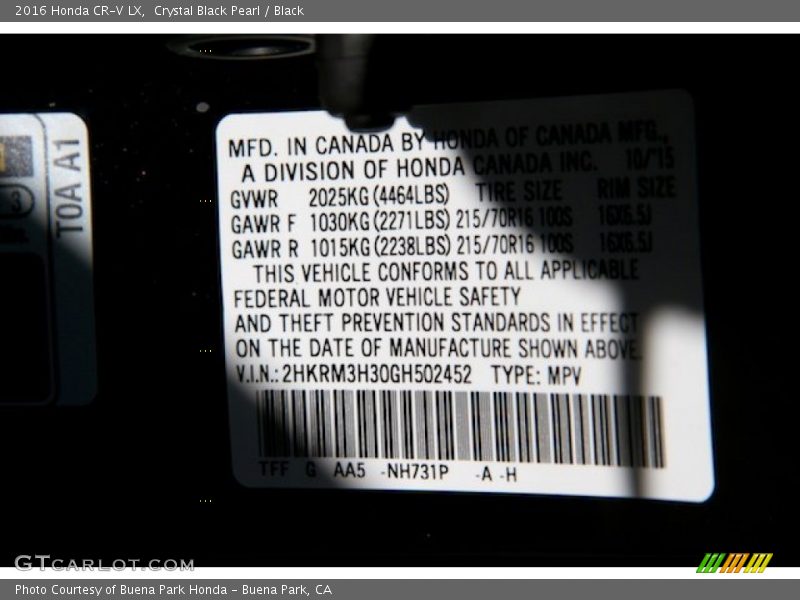 2016 Honda CR-V LX, Crystal Black Pearl / Black
MFD. IN CANADA BY HONDA OF CANADA MFG.,
A DIVISION OF HONDA CANADA INC. 10/15
GVWR 2025KG (4464LBS) TIRE SIZE RIM SIZE
GAWR F 1030KG (2271LBS) 215/70R16 100S 16X6.5J
GAWR R 1015KG (2238LBS) 215/70R16 100S 16X6.5J
THIS VEHICLE CONFORMS TO ALL APPLICABLE
FEDERAL MOTOR VEHICLE SAFETY
AND THEFT PREVENTION STANDARDS IN EFFECT
ON THE DATE OF MANUFACTURE SHOWN ABOVE.
V.I.N.: 2HKRM3H30GH502452 TYPE: MPV
TFF G AA5 -NH731P -A -H
T0A A1
3
GTCARLOT.COM
Photo Courtesy of Buena Park Honda - Buena Park, CA